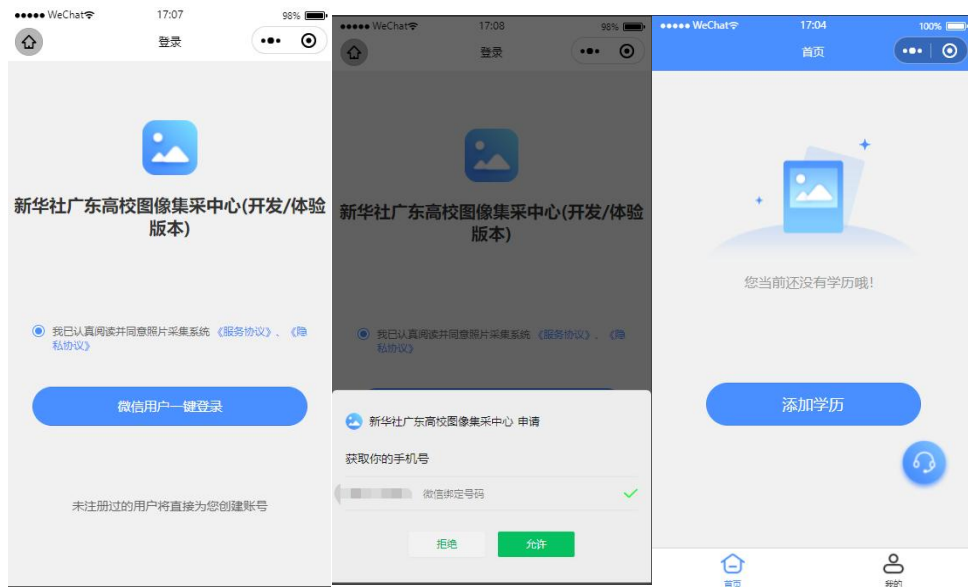 ●●●●● WeChat
17:07
98%
登录
新华社广东高校图像集采中心(开发/体验
版本)
我已认真阅读并同意照片采集系统 《服务协议》、《隐
私协议》
微信用户一键登录
未注册过的用户将直接为您创建账号
●●●●● WeChat
17:08
98%
登录
新华社广东高校图像集采中心(开发/体验
版本)
我已认真阅读并同意照片采集系统 《服务协议》、《隐
私协议》
新华社广东高校图像集采中心 申请
获取你的手机号
微信绑定号码
拒绝
允许
●●●●● WeChat
17:04
100%
首页
您当前还没有学历哦!
添加学历
首页
我的